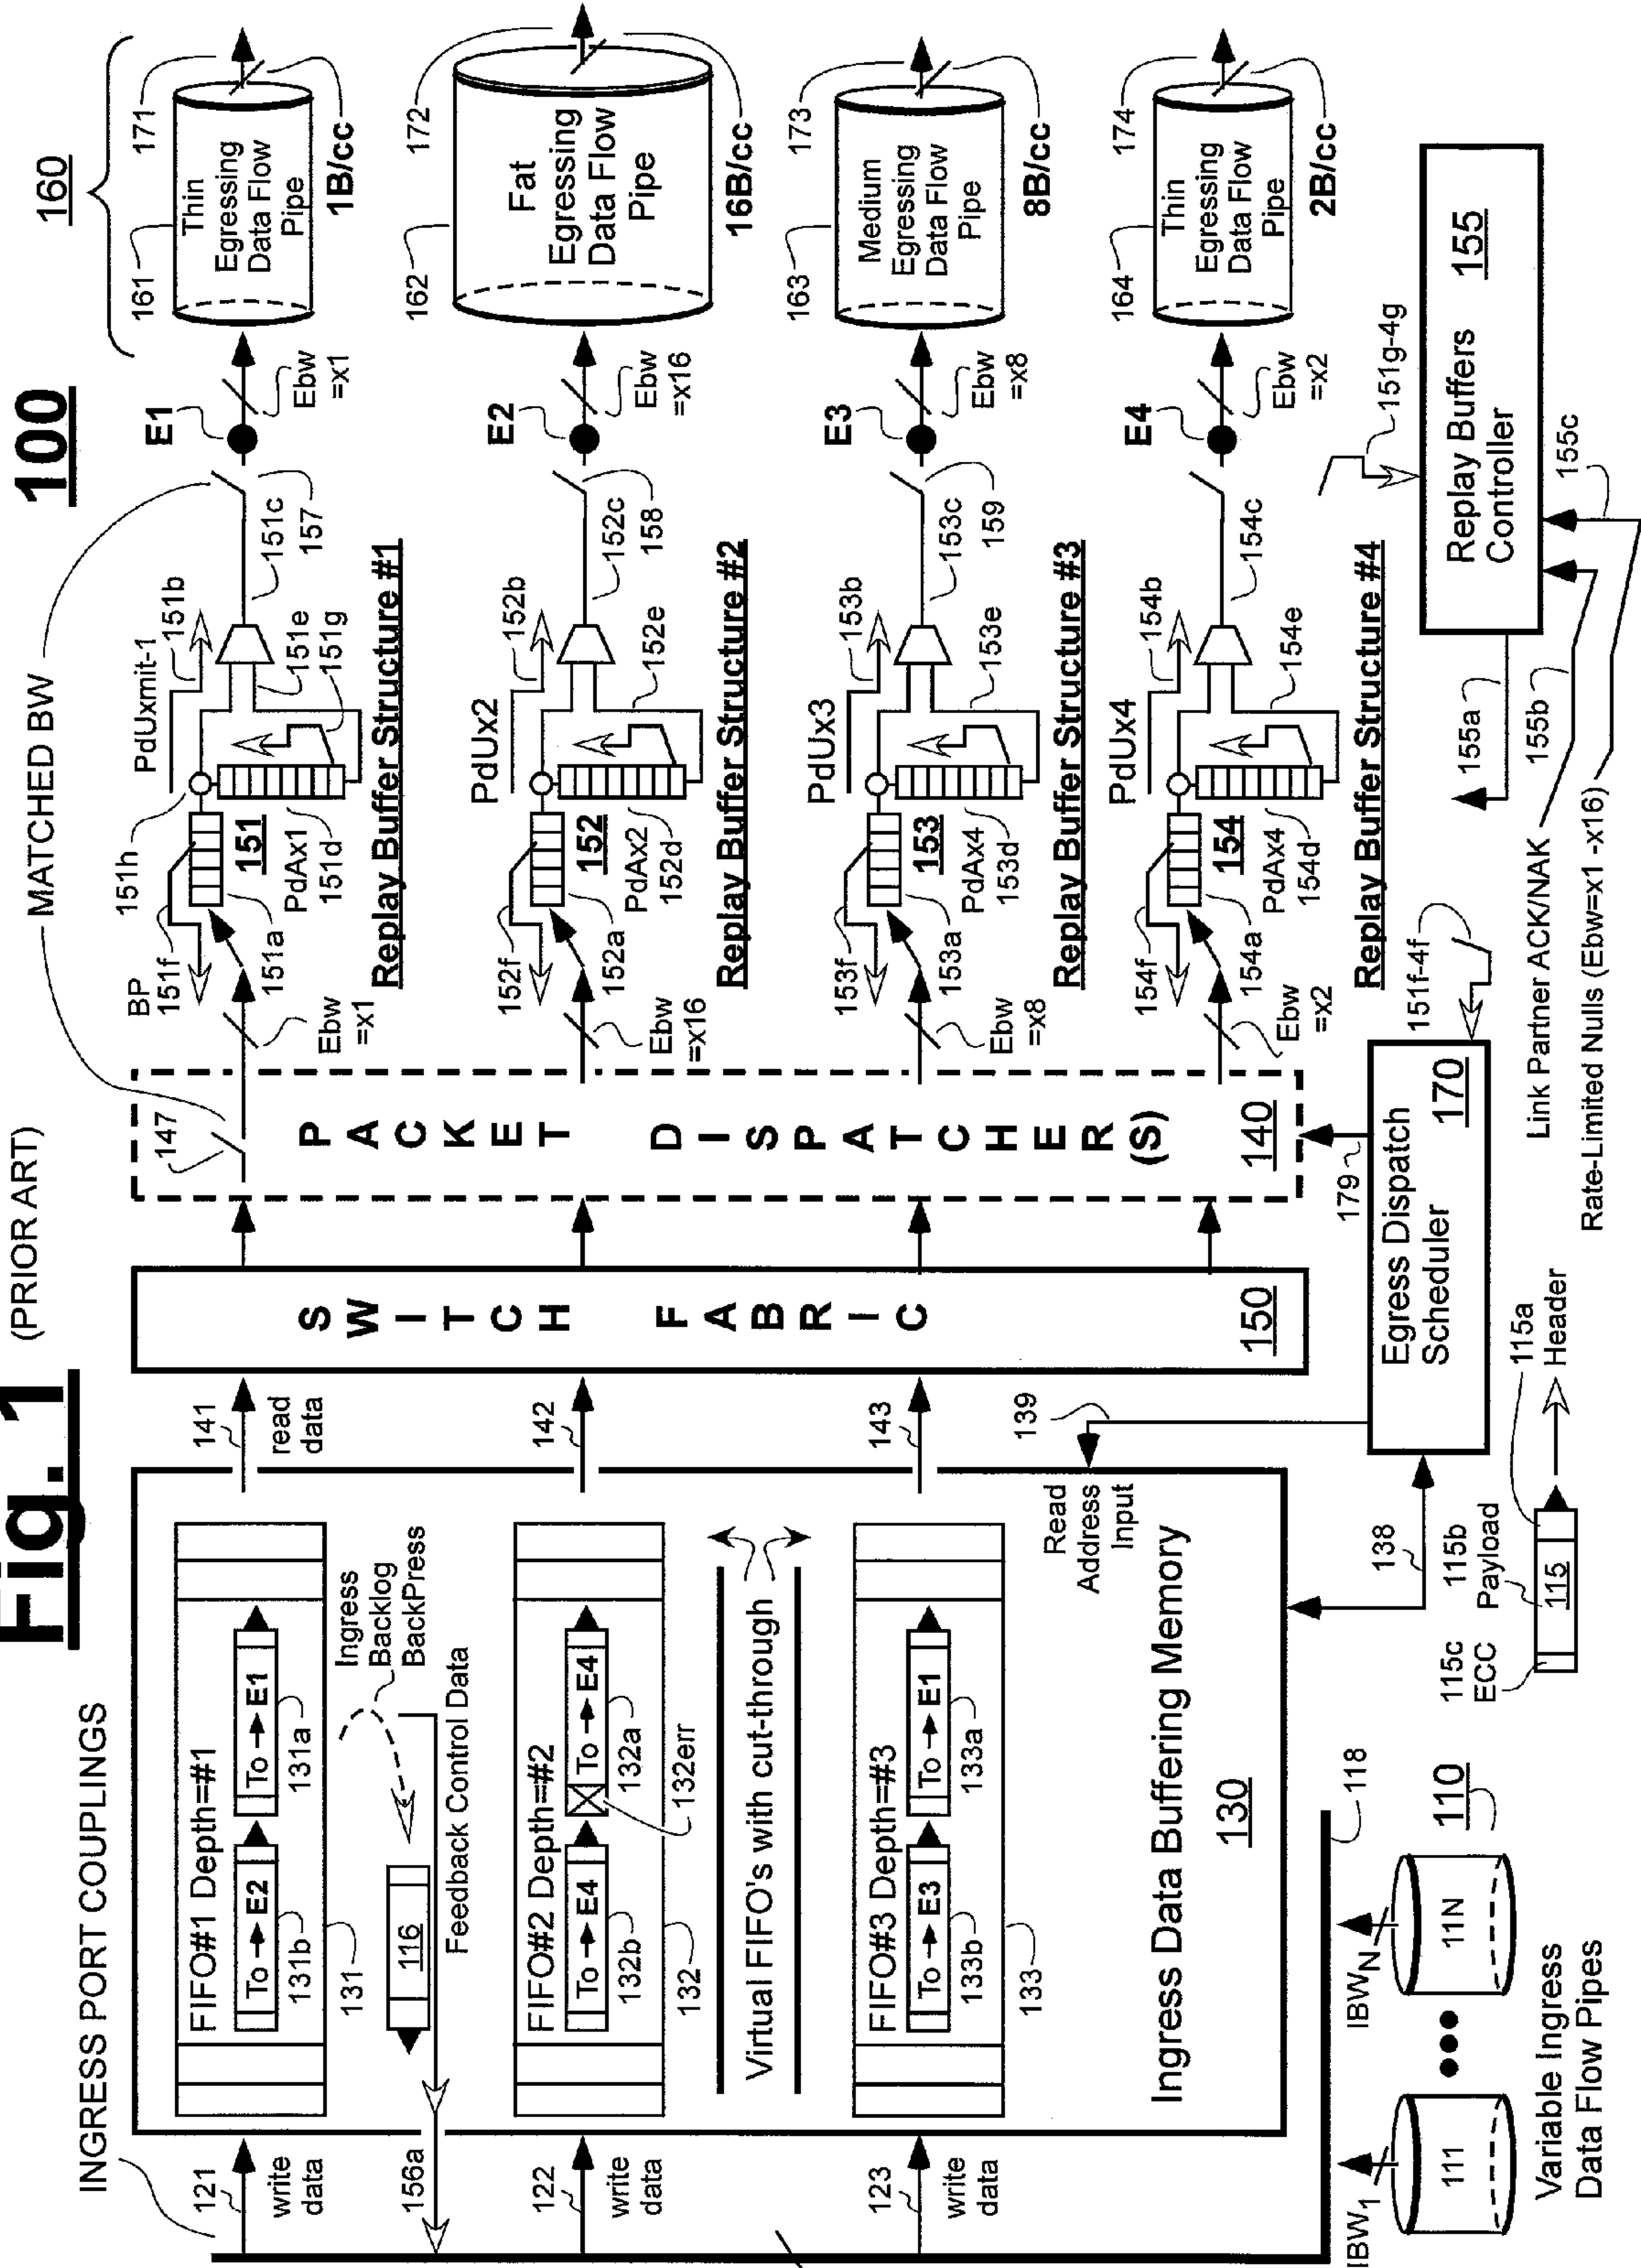 Fig. 1
(PRIOR ART)
100
INGRESS PORT COUPLINGS
MATCHED BW
160
121
write
data
156a
122
write
data
123
write
data
FIFO#1 Depth=#1
To E2
To E1
131b
131a
131
116
Ingress
Backlog
BackPress
Feedback Control Data
FIFO#2 Depth=#2
To E4
To E4
132b
132a
132err
132
Virtual FIFO's with cut-through
FIFO#3 Depth=#3
To E3
To E1
133b
133a
133
Read
Address
Input
Ingress Data Buffering Memory
130
141
read
data
142
143
139
138
SWITCH FABRIC
150
147
PACKET DISPATCHER(S)
140
179
Egress Dispatch
Scheduler
170
151f-4f
Ebw
=x1
BP
151f
151h
PdUxmit-1
151b
151a
151
PdAx1
151d
151e
151g
151c
157
Replay Buffer Structure #1
E1
Ebw
=x1
161
Thin
Egressing
Data Flow
Pipe
171
1B/cc
Ebw
=x16
152f
PdUx2
152b
152a
152
PdAx2
152d
152e
152c
158
Replay Buffer Structure #2
E2
Ebw
=x16
162
Fat
Egressing
Data Flow
Pipe
172
16B/cc
Ebw
=x8
153f
PdUx3
153b
153a
153
PdAx4
153d
153e
153c
159
Replay Buffer Structure #3
E3
Ebw
=x8
163
Medium
Egressing
Data Flow
Pipe
173
8B/cc
Ebw
=x2
154f
PdUx4
154b
154a
154
PdAx4
154d
154e
154c
Replay Buffer Structure #4
E4
Ebw
=x2
164
Thin
Egressing
Data Flow
Pipe
174
2B/cc
151g-4g
Replay Buffers
Controller
155
155a
155b
155c
Link Partner ACK/NAK
Rate-Limited Nulls (Ebw=x1 -x16)
115c
ECC
115b
Payload
115
115a
Header
118
110
IBW1
111
IBWN
11N
Variable Ingress
Data Flow Pipes